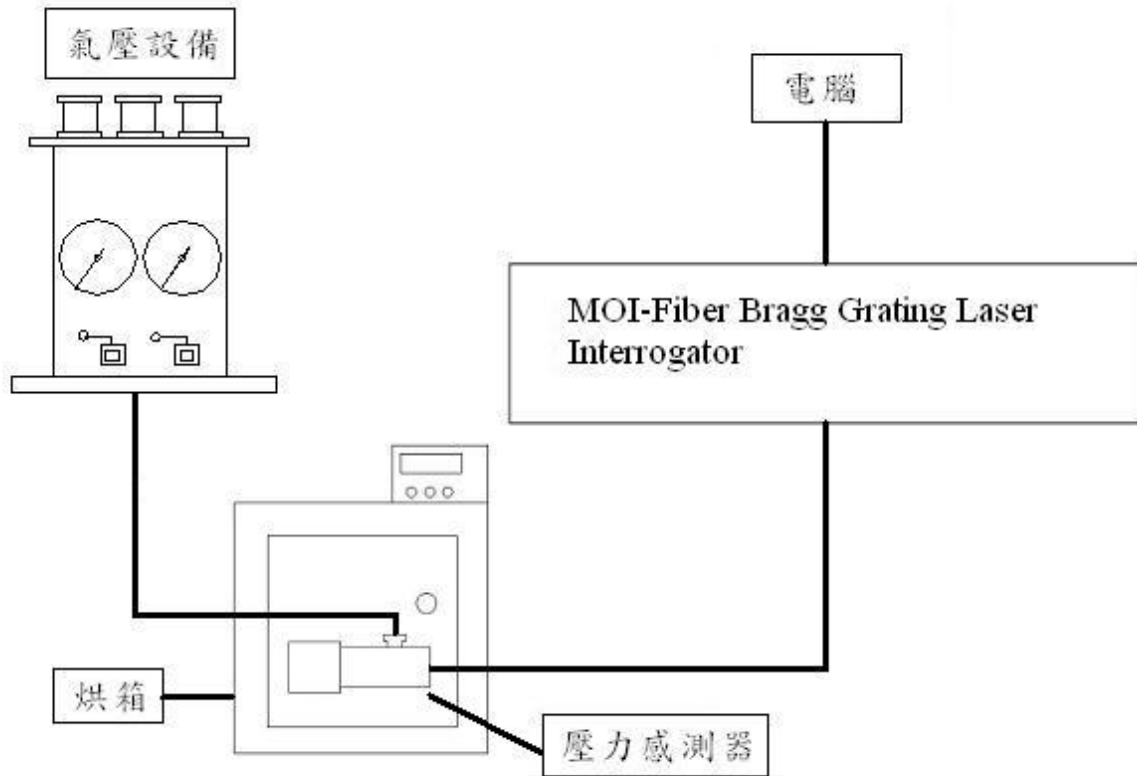 氣壓設備
電腦
MOI-Fiber Bragg Grating Laser
Interrogator
烘箱
壓力感測器